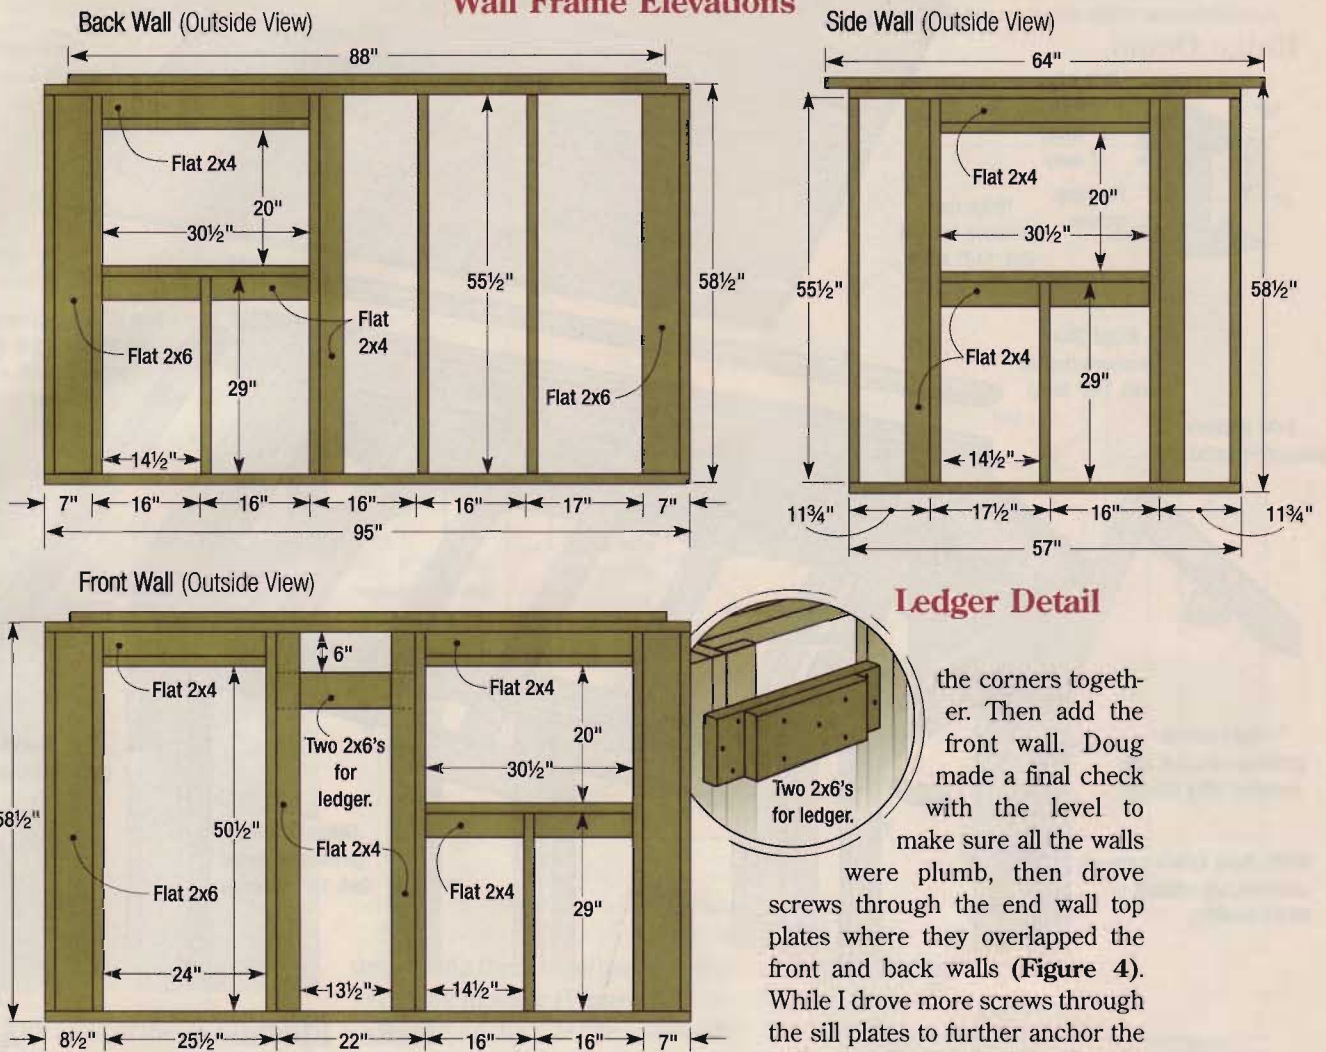 Wall Frame Elevations
Back Wall (Outside View)
88"
Flat 2x4
20"
30½"
55½"
58½"
Flat 2x6
Flat
2x4
29"
Flat 2x6
14½"
7" 16" 16" 16" 16" 17" 7"
95"
Side Wall (Outside View)
64"
Flat 2x4
20"
30½"
55½"
58½"
Flat 2x4
29"
14½"
11¾" 17½" 16" 11¾"
57"
Front Wall (Outside View)
6"
Flat 2x4
Flat 2x4
Two 2x6's
for
ledger.
20"
30½"
58½"
50½"
Flat 2x4
Flat 2x6
Flat 2x4
29"
24"
13½"
14½"
8½" 25½" 22" 16" 16" 7"
Ledger Detail
Two 2x6's
for ledger.
the corners togeth-
er. Then add the
front wall. Doug
made a final check
with the level to
make sure all the walls
were plumb, then drove
screws through the end wall top
plates where they overlapped the
front and back walls (Figure 4).
While I drove more screws through
the sill plates to further anchor the